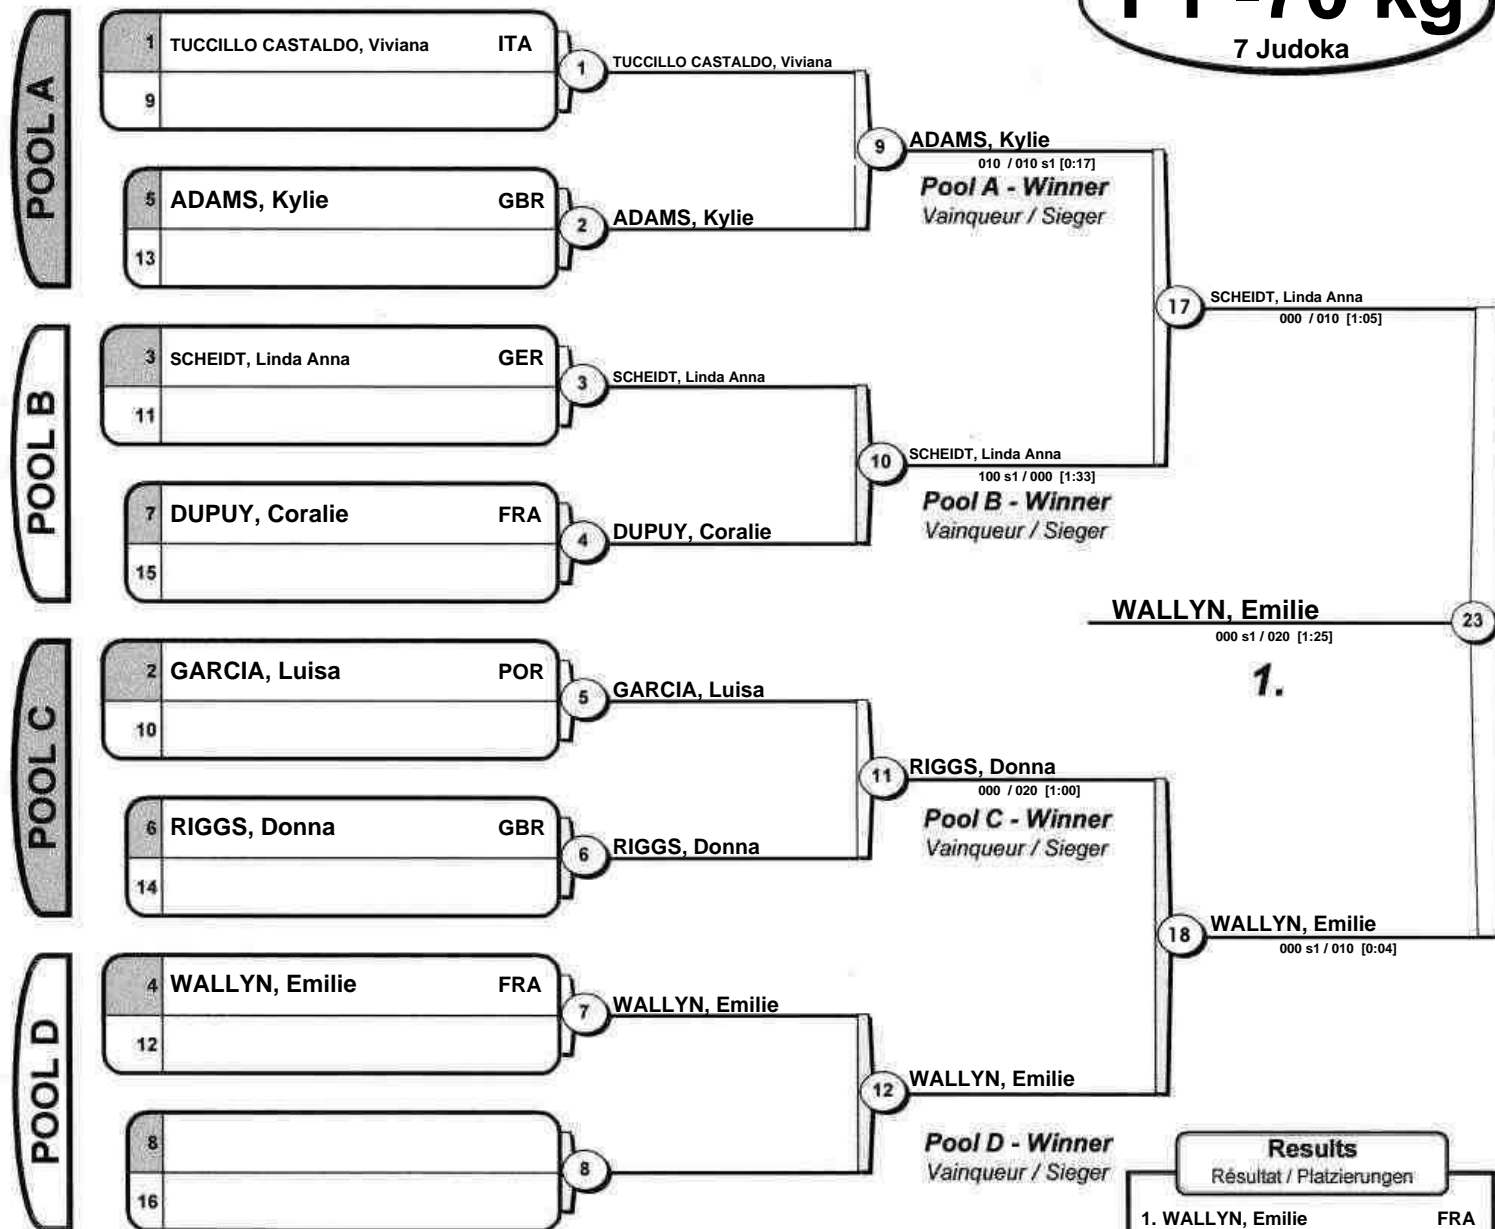 -70 kg
7 Judoka
POOL A
1 TUCCILLO CASTALDO, Viviana ITA
9
5 ADAMS, Kylie GBR
13
1 TUCCILLO CASTALDO, Viviana
2 ADAMS, Kylie
9 ADAMS, Kylie
010 / 010 s1 [0:17]
Pool A - Winner
Vainqueur / Sieger
POOL B
3 SCHEIDT, Linda Anna GER
11
7 DUPUY, Coralie FRA
15
3 SCHEIDT, Linda Anna
4 DUPUY, Coralie
10 SCHEIDT, Linda Anna
100 s1 / 000 [1:33]
Pool B - Winner
Vainqueur / Sieger
17 SCHEIDT, Linda Anna
000 / 010 [1:05]
WALLYN, Emilie 23
000 s1 / 020 [1:25]
1.
POOL C
2 GARCIA, Luisa POR
10
6 RIGGS, Donna GBR
14
5 GARCIA, Luisa
6 RIGGS, Donna
11 RIGGS, Donna
000 / 020 [1:00]
Pool C - Winner
Vainqueur / Sieger
18 WALLYN, Emilie
000 s1 / 010 [0:04]
POOL D
4 WALLYN, Emilie FRA
12
8
16
7 WALLYN, Emilie
8
12 WALLYN, Emilie
Pool D - Winner
Vainqueur / Sieger
Results
Résultat / Platzierungen
1. WALLYN, Emilie FRA